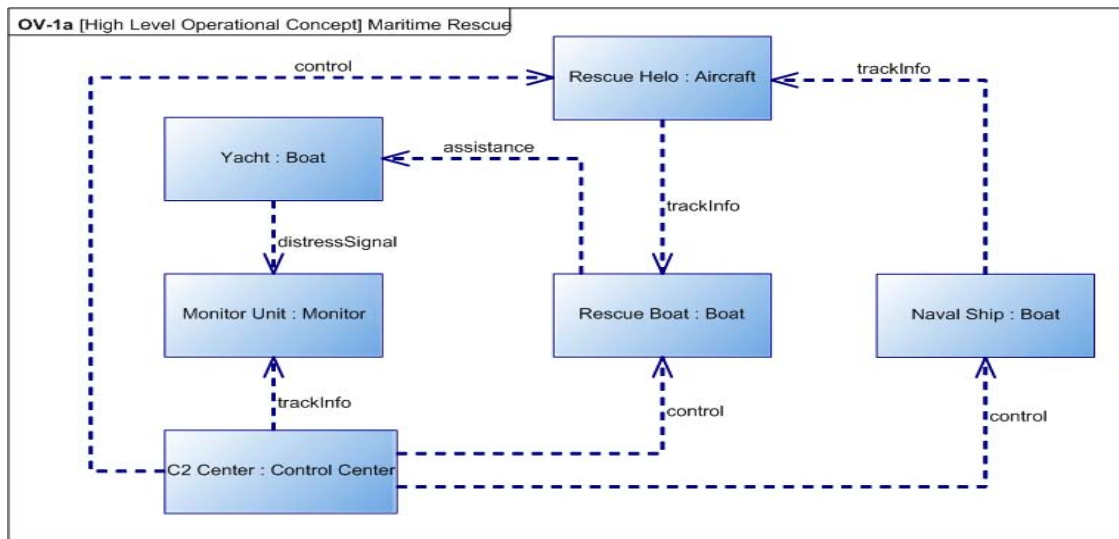 OV-1a [High Level Operational Concept] Maritime Rescue
control
Rescue Helo : Aircraft
trackInfo
Yacht : Boat
assistance
trackInfo
distressSignal
Monitor Unit : Monitor
Rescue Boat : Boat
Naval Ship : Boat
trackInfo
control
control
C2 Center : Control Center